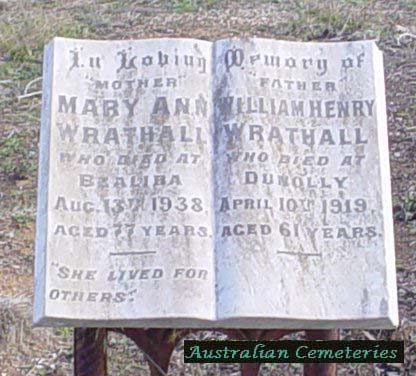 In Loving Memory of
"MOTHER"
MARY ANN
WRATHALL
WHO DIED AT
BEALIBA
AUG. 13TH 1938.
AGED 77 YEARS.
"SHE LIVED FOR
OTHERS".
FATHER
WILLIAM HENRY
WRATHALL
WHO DIED AT
DUNOLLY
APRIL 10TH 1919.
AGED 61 YEARS.
Australian Cemeteries